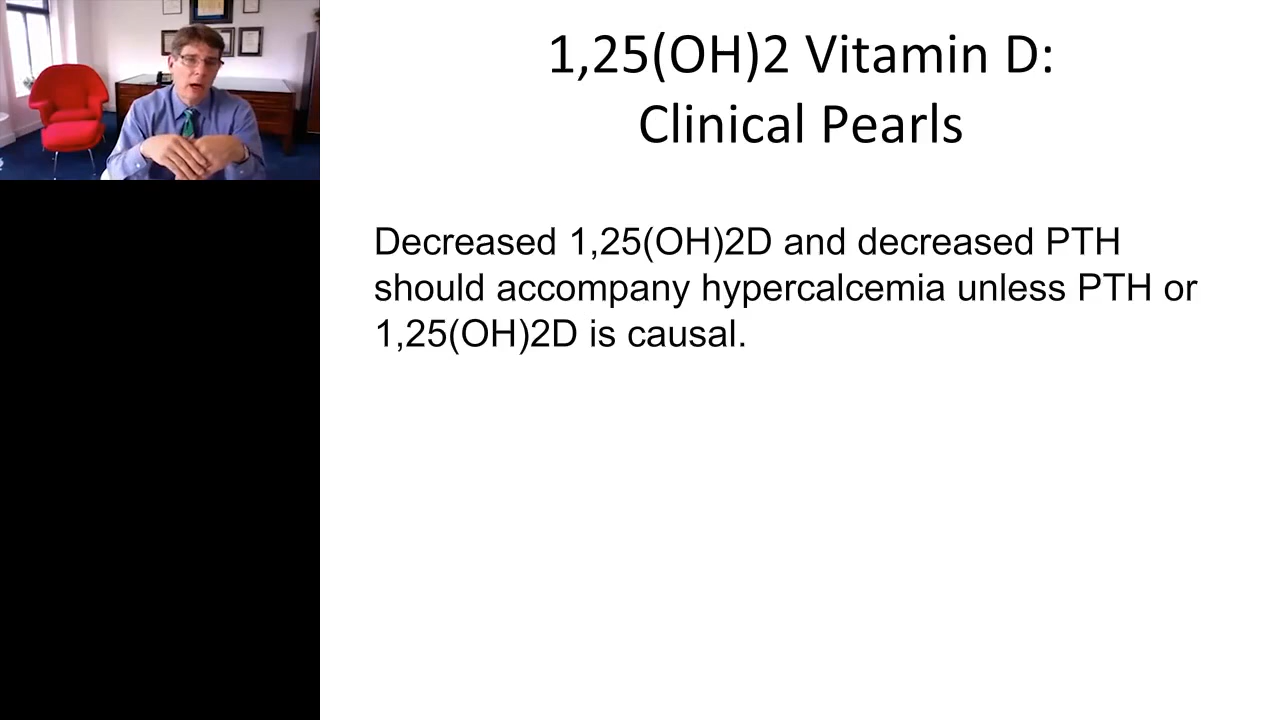 1,25(OH)2 Vitamin D:
Clinical Pearls
Decreased 1,25(OH)2D and decreased PTH
should accompany hypercalcemia unless PTH or
1,25(OH)2D is causal.